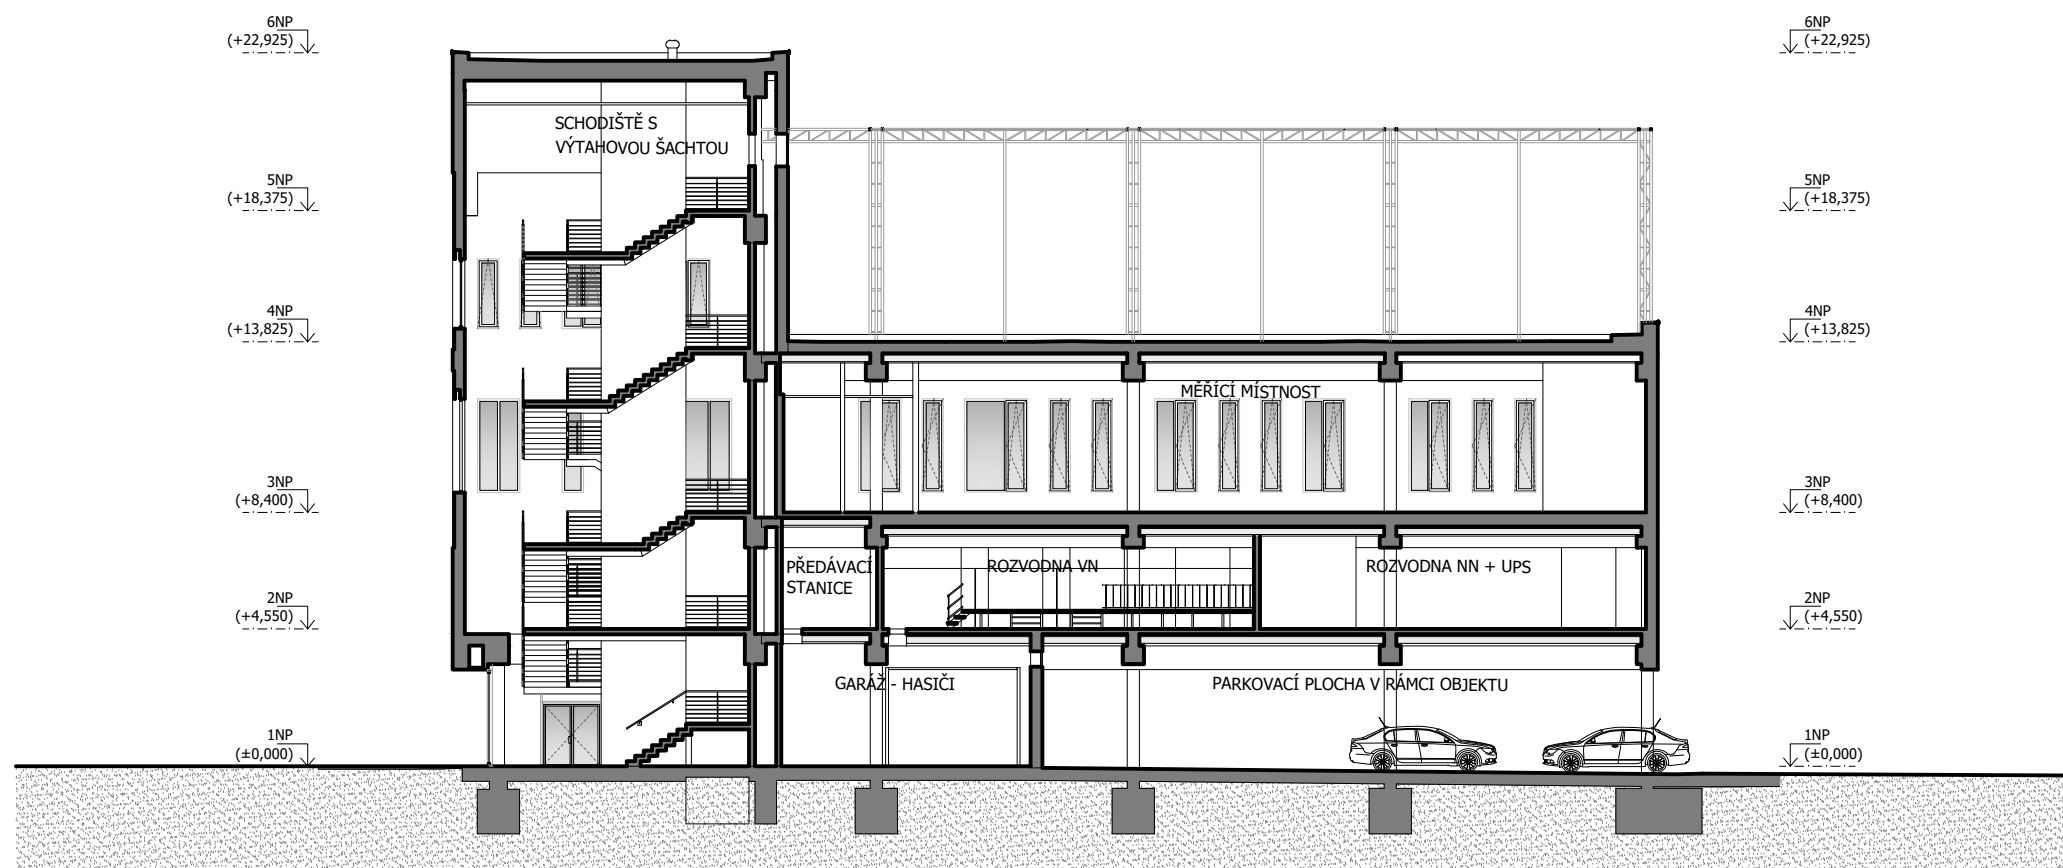 6NP
(+22,925)
6NP
(+22,925)
SCHODIŠTĚ S
VÝTAHOVOU ŠACHTOU
5NP
(+18,375)
5NP
(+18,375)
4NP
(+13,825)
4NP
(+13,825)
MĚŘÍCÍ MÍSTNOST
3NP
(+8,400)
3NP
(+8,400)
PŘEDÁVACÍ
STANICE
ROZVODNA VN
ROZVODNA NN + UPS
2NP
(+4,550)
2NP
(+4,550)
GARÁŽ - HASIČI
PARKOVACÍ PLOCHA V RÁMCI OBJEKTU
1NP
(±0,000)
1NP
(±0,000)